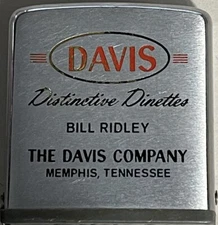 DAVIS
Distinctive Dinettes
BILL RIDLEY
THE DAVIS COMPANY
MEMPHIS, TENNESSEE